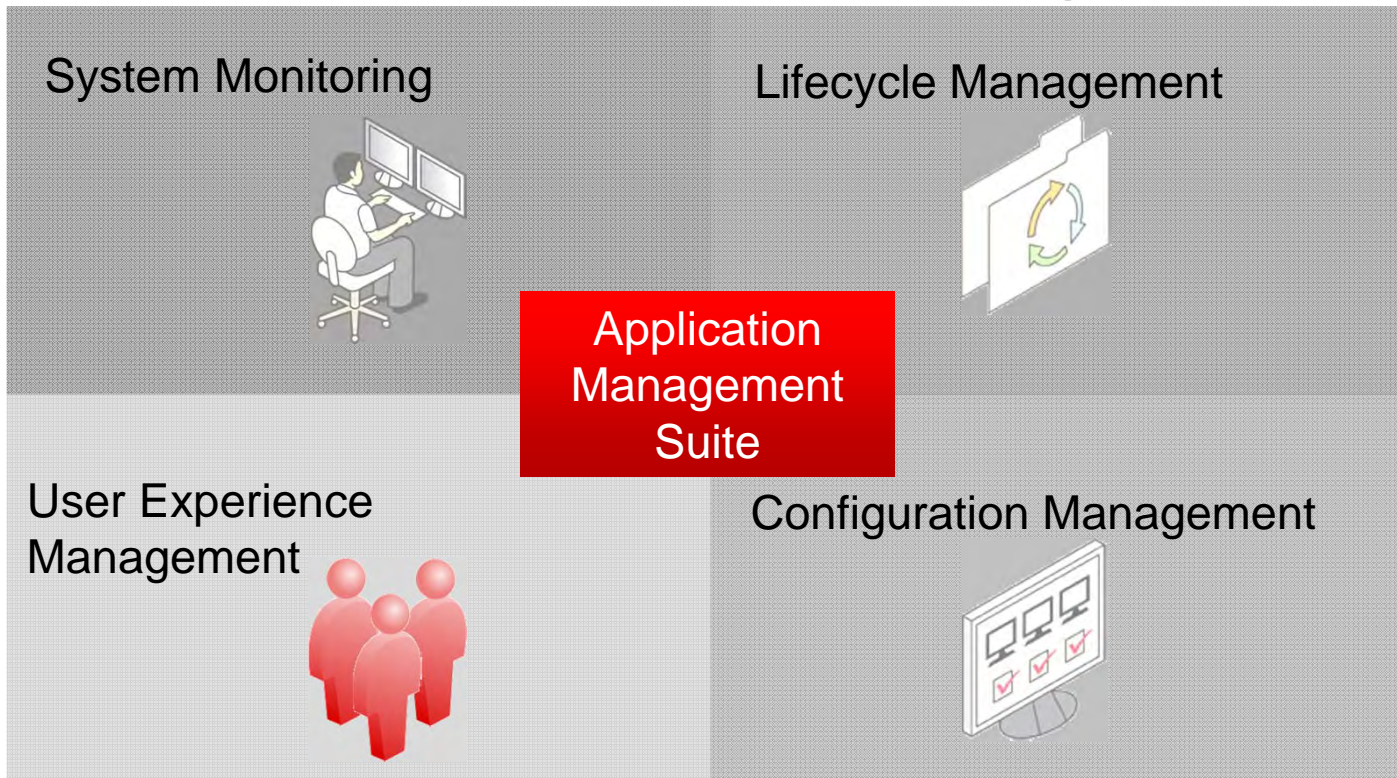 System Monitoring
Lifecycle Management
Application
Management
Suite
User Experience
Management
Configuration Management